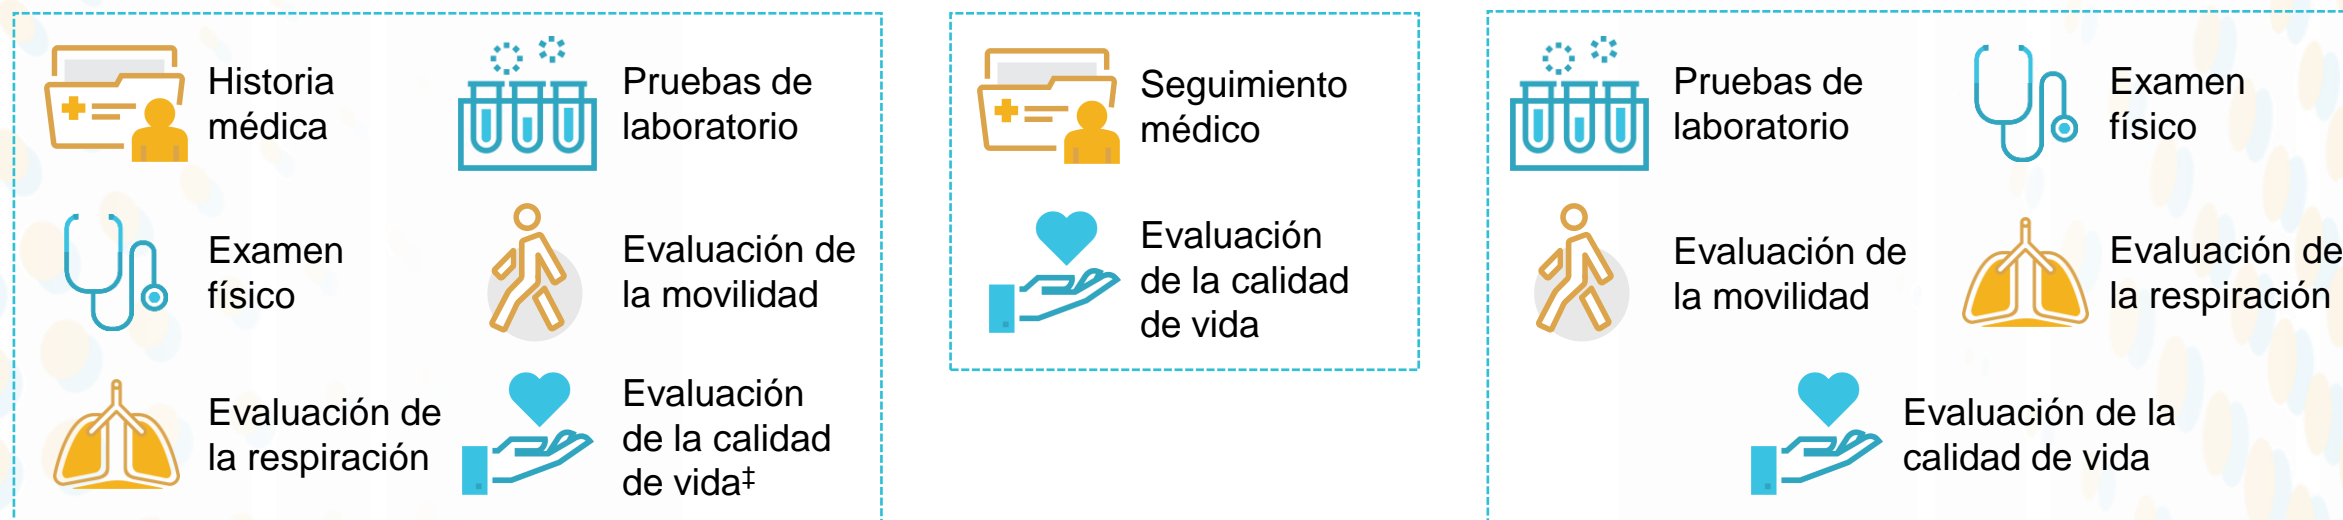 Historia
médica
Pruebas de
laboratorio
Examen
físico
Evaluación de
la movilidad
Evaluación de
la respiración
Evaluación
de la calidad
de vida‡
Seguimiento
médico
Evaluación
de la calidad
de vida
Pruebas de
laboratorio
Examen
físico
Evaluación de
la movilidad
Evaluación de
la respiración
Evaluación de la
calidad de vida